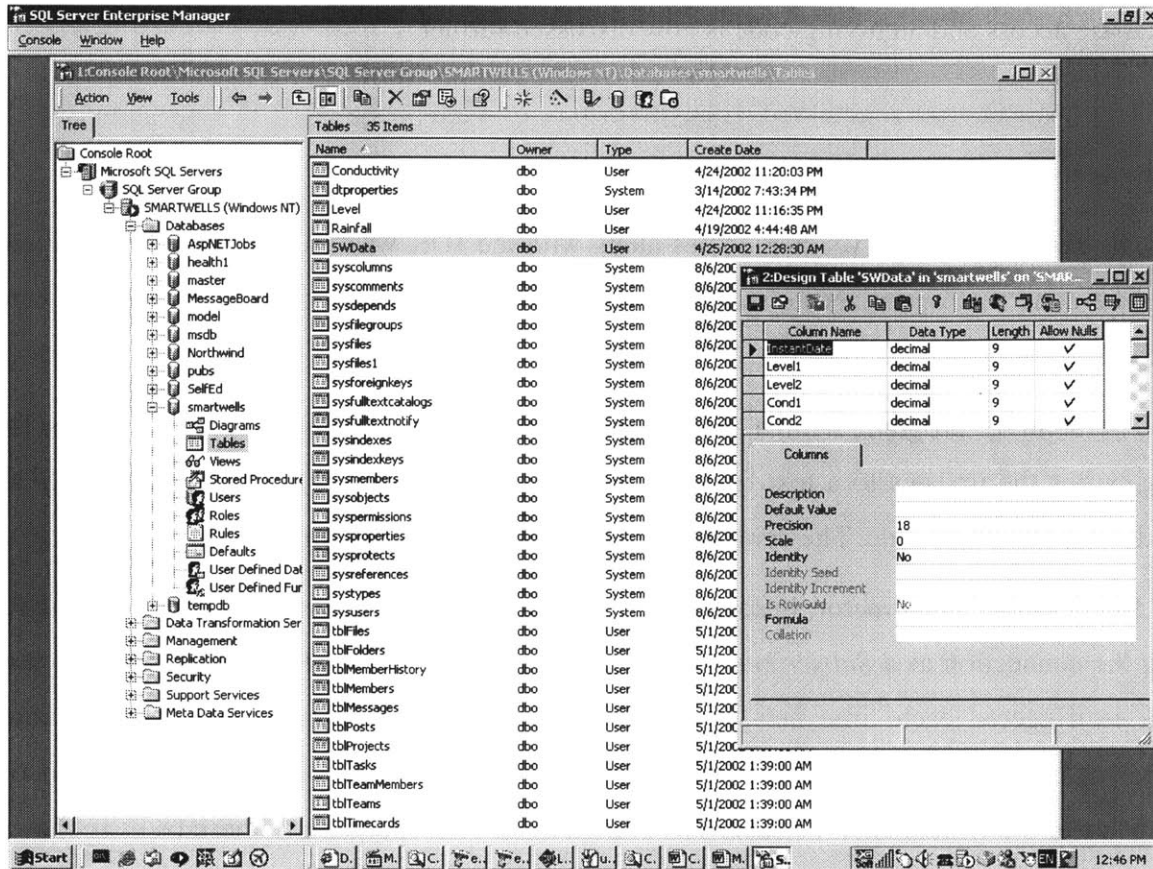 SQL Server Enterprise Manager
Console Window Help
1:Console Root\Microsoft SQL Servers\SQL Server Group\SMARTWELLS (Windows NT)\Databases\smartwells\Tables
Action View Tools
Tree
Console Root
Microsoft SQL Servers
SQL Server Group
SMARTWELLS (Windows NT)
Databases
AspNETJobs
health1
master
MessageBoard
model
msdb
Northwind
pubs
SelfEd
smartwells
Diagrams
Tables
Views
Stored Procedure
Users
Roles
Rules
Defaults
User Defined Dat
User Defined Fur
tempdb
Data Transformation Ser
Management
Replication
Security
Support Services
Meta Data Services
Tables 35 Items
Name Owner Type Create Date
Conductivity dbo User 4/24/2002 11:20:03 PM
dtproperties dbo System 3/14/2002 7:43:34 PM
Level dbo User 4/24/2002 11:16:35 PM
Rainfall dbo User 4/19/2002 4:44:48 AM
SWData dbo User 4/25/2002 12:28:30 AM
syscolumns dbo System 8/6/200
syscomments dbo System 8/6/200
sysdepends dbo System 8/6/200
sysfilegroups dbo System 8/6/200
sysfiles dbo System 8/6/200
sysfiles1 dbo System 8/6/200
sysforeignkeys dbo System 8/6/200
sysfulltextcatalogs dbo System 8/6/200
sysfulltextnotify dbo System 8/6/200
sysindexes dbo System 8/6/200
sysindexkeys dbo System 8/6/200
sysmembers dbo System 8/6/200
sysobjects dbo System 8/6/200
syspermissions dbo System 8/6/200
sysproperties dbo System 8/6/200
sysprotects dbo System 8/6/200
sysreferences dbo System 8/6/200
systypes dbo System 8/6/200
sysusers dbo System 8/6/200
tblFiles dbo User 5/1/200
tblFolders dbo User 5/1/200
tblMemberHistory dbo User 5/1/200
tblMembers dbo User 5/1/200
tblMessages dbo User 5/1/200
tblPosts dbo User 5/1/200
tblProjects dbo User
tblTasks dbo User 5/1/2002 1:39:00 AM
tblTeamMembers dbo User 5/1/2002 1:39:00 AM
tblTeams dbo User 5/1/2002 1:39:00 AM
tblTimecards dbo User 5/1/2002 1:39:00 AM
2:Design Table 'SWData' in 'smartwells' on 'SMAR...
Column Name Data Type Length Allow Nulls
InstantDate decimal 9
Level1 decimal 9
Level2 decimal 9
Cond1 decimal 9
Cond2 decimal 9
Columns
Description
Default Value
Precision 18
Scale 0
Identity No
Identity Seed
Identity Increment
Is RowGuid No
Formula
Collation
Start D. M. C. e.. e.. L.. u.. C. C. M. S.. EN 12:46 PM